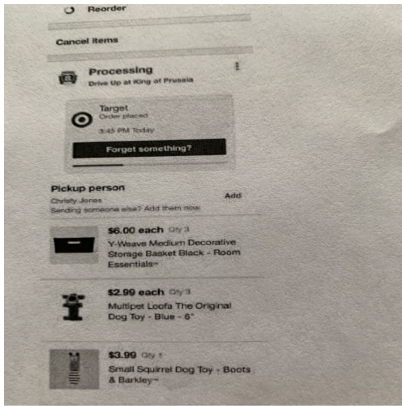 Reorder
Cancel items
Processing
Drive Up at King of Prussia
Target
Order placed
3:45 PM Today
Forget something?
Pickup person
Add
Christy Jones
Sending someone else? Add them now
$6.00 each Qty 3
Y-Weave Medium Decorative
Storage Basket Black - Room
Essentials™
$2.99 each Qty 3
Multipet Loofa The Original
Dog Toy - Blue - 6"
$3.99 Qty 1
Small Squirrel Dog Toy - Boots
& Barkley™